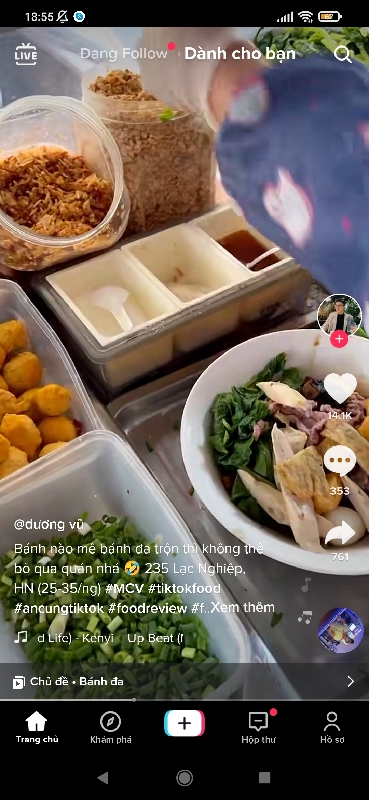 18:55
LIVE
Đang Follow Dành cho bạn
14.1K
353
761
@dương vũ
Bánh nào mê bánh đa trộn thì không thể
bỏ qua quán nhá 🤣 235 Lạc Nghiệp,
HN (25-35/ng) #MCV #tiktokfood
#ancungtiktok #foodreview #f..Xem thêm
d Life) - Kenyi Up Beat (f
Chủ đề • Bánh đa
Trang chủ Khám phá Hộp thư Hồ sơ